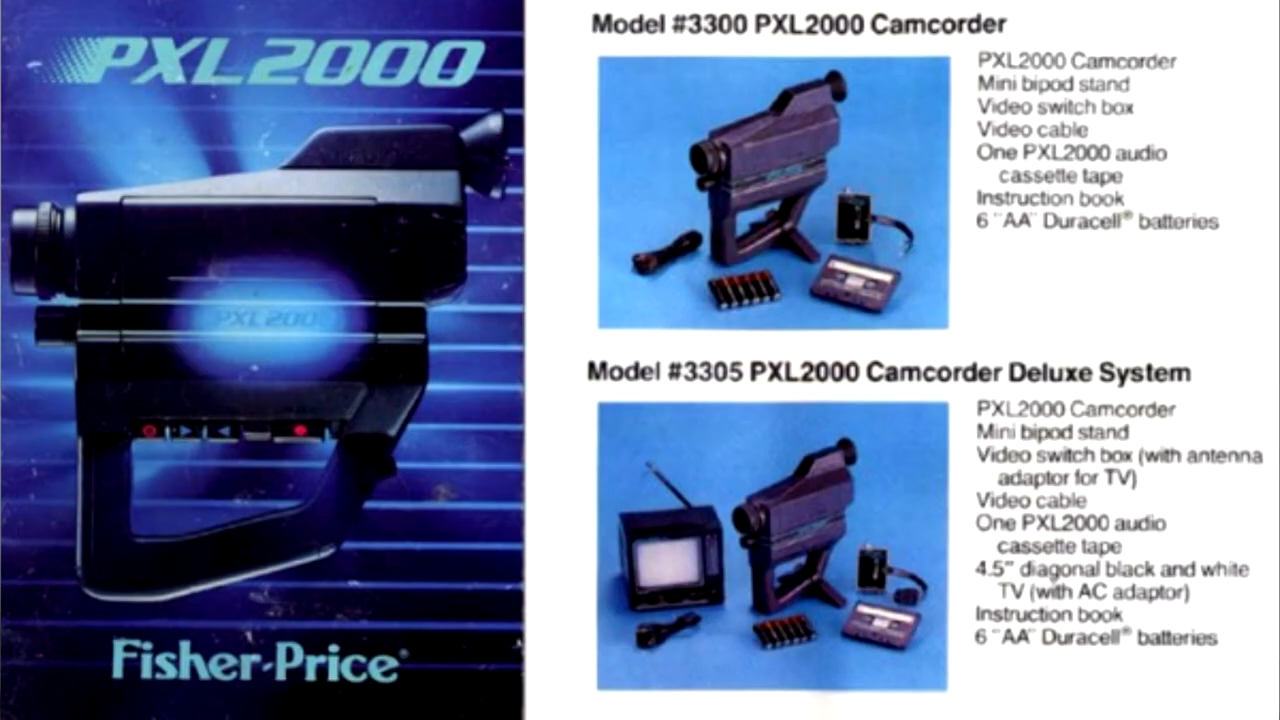 PXL2000
PXL 200
Fisher-Price®
Model #3300 PXL2000 Camcorder
PXL2000 Camcorder
Mini bipod stand
Video switch box
Video cable
One PXL2000 audio
cassette tape
Instruction book
6 "AA" Duracell® batteries
Model #3305 PXL2000 Camcorder Deluxe System
PXL2000 Camcorder
Mini bipod stand
Video switch box (with antenna
adaptor for TV)
Video cable
One PXL2000 audio
cassette tape
4.5" diagonal black and white
TV (with AC adaptor)
Instruction book
6 "AA" Duracell® batteries